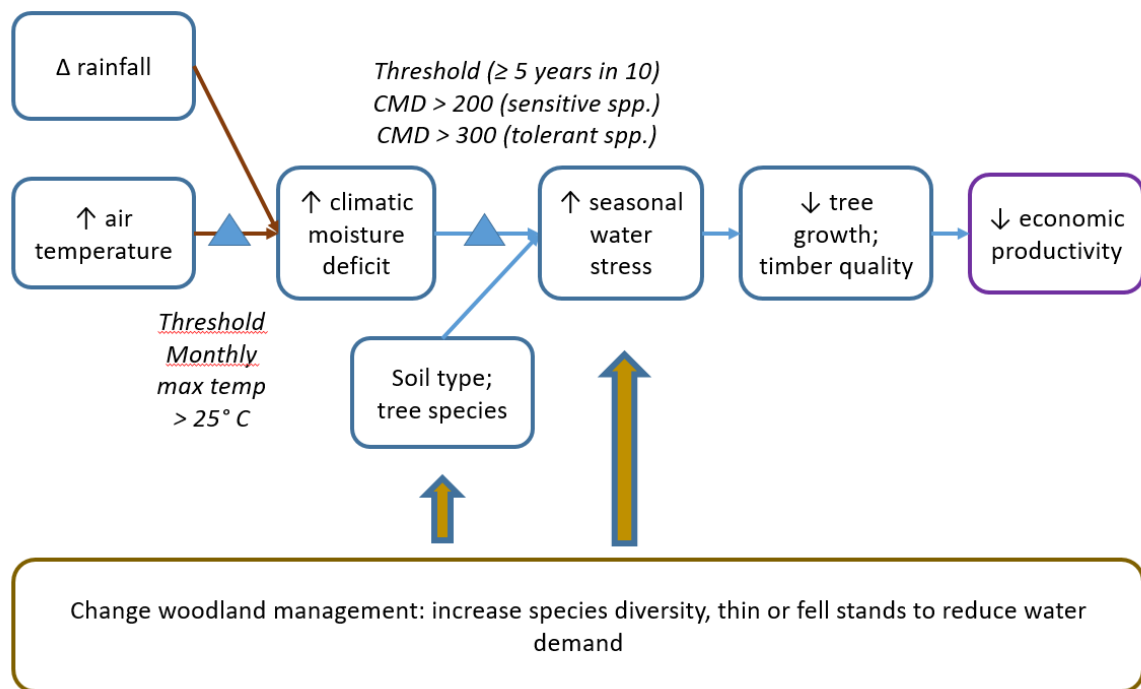 Δ rainfall
Threshold (≥ 5 years in 10)
CMD > 200 (sensitive spp.)
CMD > 300 (tolerant spp.)
↑ air
temperature
↑ climatic
moisture
deficit
↑ seasonal
water
stress
↓ tree
growth;
timber quality
↓ economic
productivity
Threshold
Monthly
max temp
> 25° C
Soil type;
tree species
Change woodland management: increase species diversity, thin or fell stands to reduce water
demand